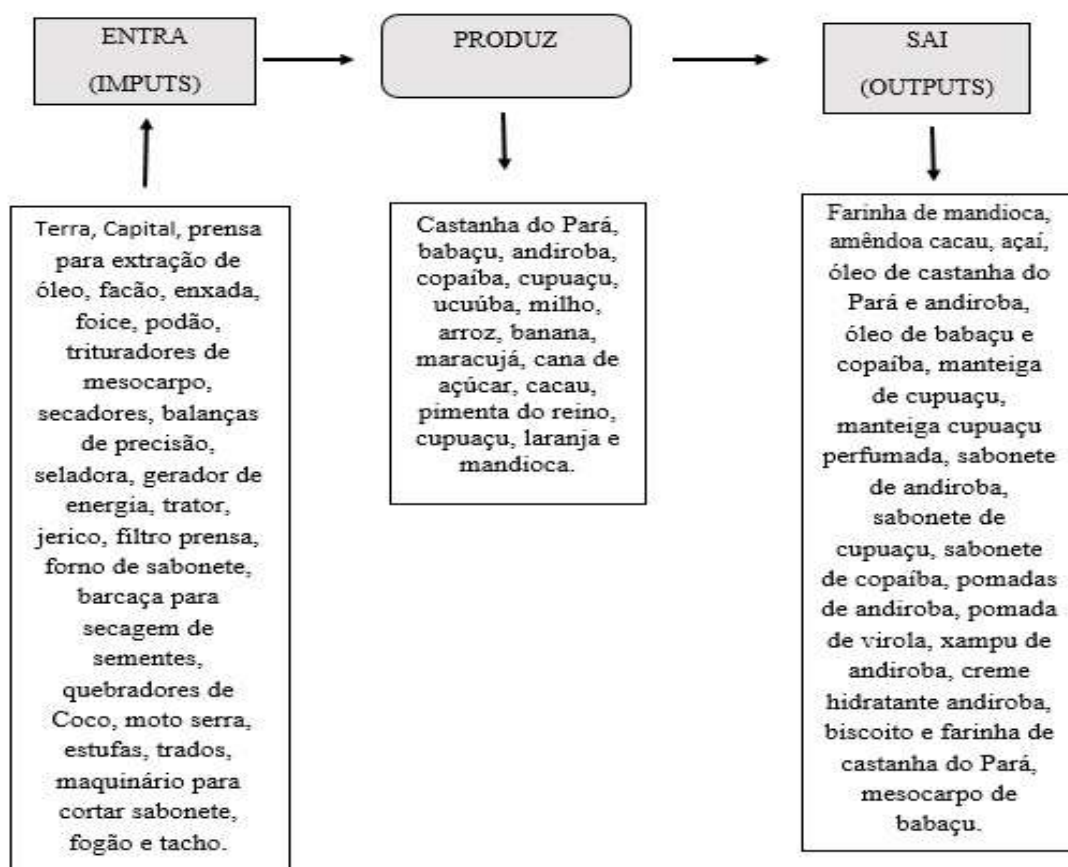 ENTRA
(IMPUTS)
PRODUZ
SAI
(OUTPUTS)
Terra, Capital, prensa
para extração de
óleo, facão, enxada,
foice, podão,
trituradores de
mesocarpo,
secadores, balanças
de precisão,
seladora, gerador de
energia, trator,
jerico, filtro prensa,
forno de sabonete,
barcaça para
secagem de
sementes,
quebradores de
Coco, moto serra,
estufas, trados,
maquinário para
cortar sabonete,
fogão e tacho.
Castanha do Pará,
babaçu, andiroba,
copaíba, cupuaçu,
ucuúba, milho,
arroz, banana,
maracujá, cana de
açúcar, cacau,
pimenta do reino,
cupuaçu, laranja e
mandioca.
Farinha de mandioca,
amêndoa cacau, açaí,
óleo de castanha do
Pará e andiroba,
óleo de babaçu e
copaíba, manteiga
de cupuaçu,
manteiga cupuaçu
perfumada, sabonete
de andiroba,
sabonete de
cupuaçu, sabonete
de copaíba, pomadas
de andiroba, pomada
de virola, xampu de
andiroba, creme
hidratante andiroba,
biscoito e farinha de
castanha do Pará,
mesocarpo de
babaçu.